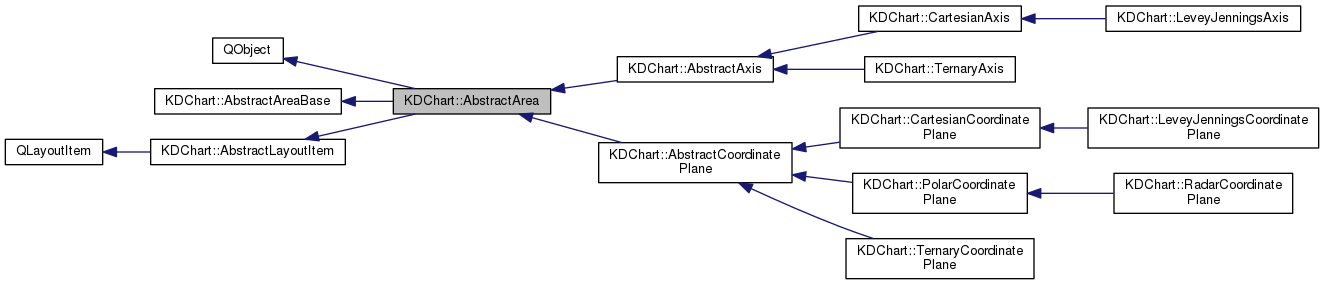 KDChart::CartesianAxis
KDChart::LeveyJenningsAxis
QObject
KDChart::AbstractAxis
KDChart::TernaryAxis
KDChart::AbstractAreaBase
KDChart::AbstractArea
KDChart::CartesianCoordinate
Plane
KDChart::LeveyJenningsCoordinate
Plane
QLayoutItem
KDChart::AbstractLayoutItem
KDChart::AbstractCoordinate
Plane
KDChart::PolarCoordinate
Plane
KDChart::RadarCoordinate
Plane
KDChart::TernaryCoordinate
Plane